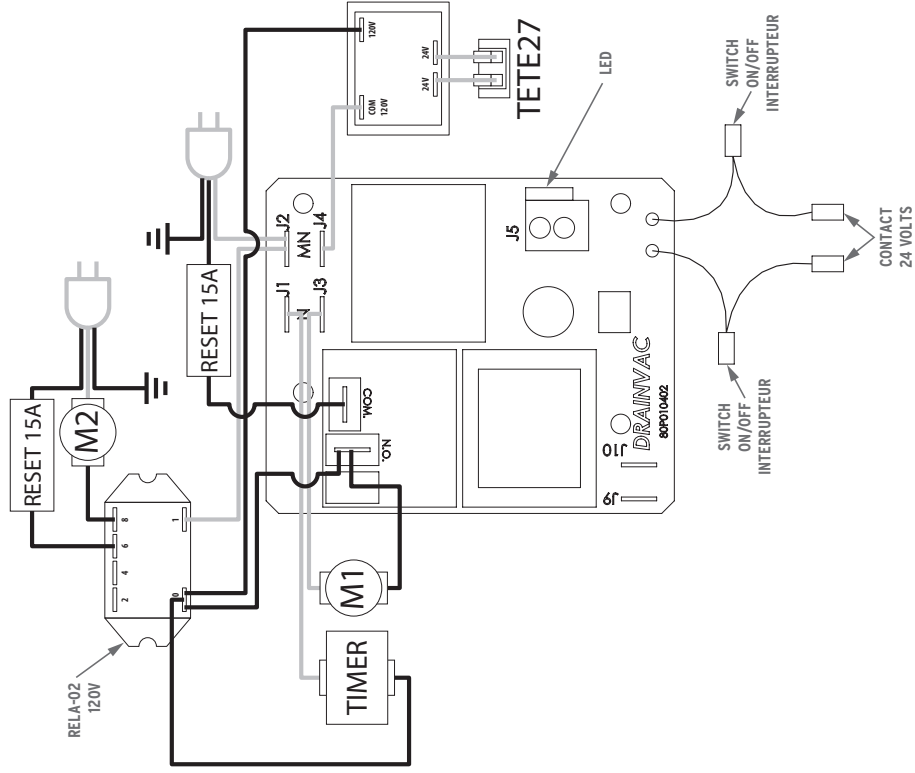 120V
COM
120V
24V
24V
TETE27
LED
SWITCH
ON/OFF
INTERRUPTEUR
CONTACT
24 VOLTS
SWITCH
ON/OFF
INTERRUPTEUR
J5
J2
MN
J4
J1
N
J3
RESET 15A
COM.
N.O.
DRAINVAC
80P010402
J10
J9
RESET 15A
M2
8
6
4
2
1
0
M1
TIMER
RELA-02
120V